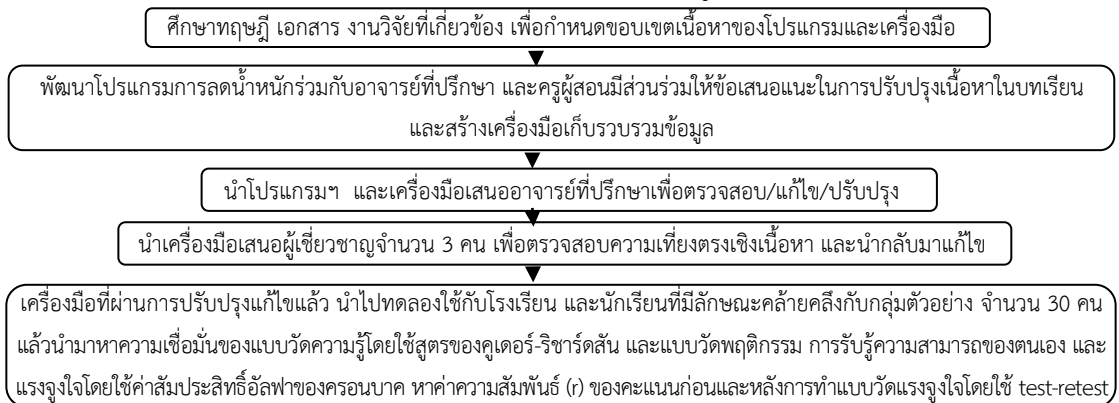 ศึกษาทฤษฎี เอกสาร งานวิจัยที่เกี่ยวข้อง เพื่อกำหนดขอบเขตเนื้อหาของโปรแกรมและเครื่องมือ
พัฒนาโปรแกรมการลดน้ำหนักร่วมกับอาจารย์ที่ปรึกษา และครูผู้สอนมีส่วนร่วมให้ข้อเสนอแนะในการปรับปรุงเนื้อหาในบทเรียน
และสร้างเครื่องมือเก็บรวบรวมข้อมูล
นำโปรแกรมฯ และเครื่องมือเสนออาจารย์ที่ปรึกษาเพื่อตรวจสอบ/แก้ไข/ปรับปรุง
นำเครื่องมือเสนอผู้เชี่ยวชาญจำนวน 3 คน เพื่อตรวจสอบความเที่ยงตรงเชิงเนื้อหา และนำกลับมาแก้ไข
เครื่องมือที่ผ่านการปรับปรุงแก้ไขแล้ว นำไปทดลองใช้กับโรงเรียน และนักเรียนที่มีลักษณะคล้ายคลึงกับกลุ่มตัวอย่าง จำนวน 30 คน
แล้วนำมาหาความเชื่อมั่นของแบบวัดความรู้โดยใช้สูตรของคูเดอร์-ริชาร์ดสัน และแบบวัดพฤติกรรม การรับรู้ความสามารถของตนเอง และ
แรงจูงใจโดยใช้ค่าสัมประสิทธิ์อัลฟาของครอนบาค หาค่าความสัมพันธ์ (r) ของคะแนนก่อนและหลังการทำแบบวัดแรงจูงใจโดยใช้ test-retest